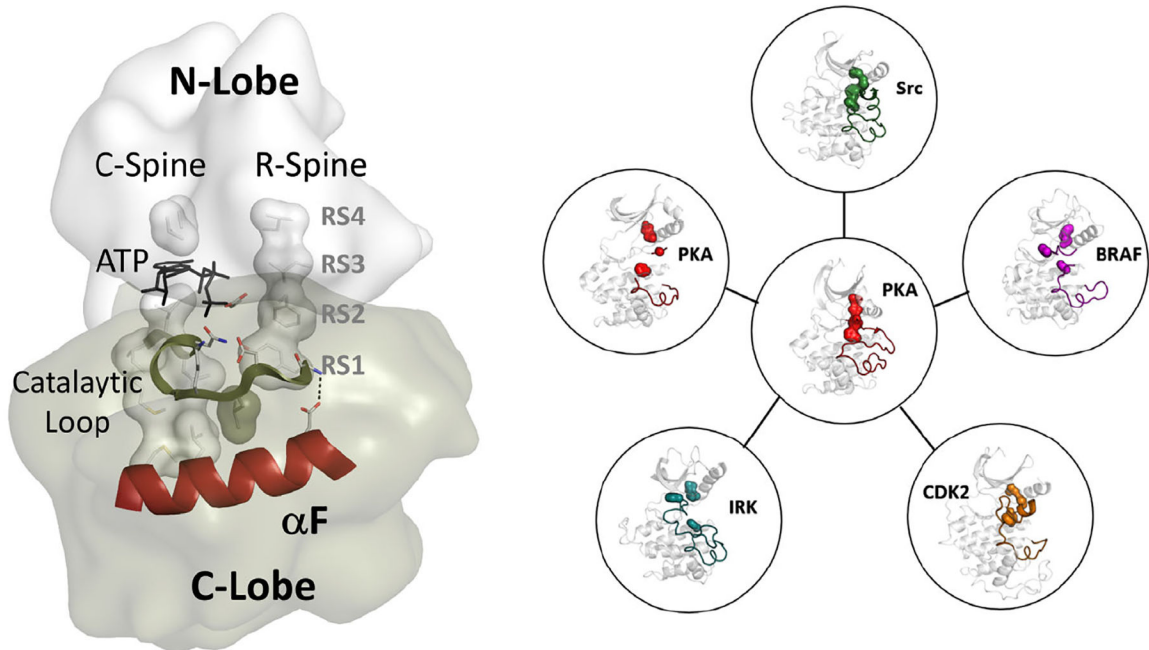 N-Lobe
C-Spine
R-Spine
RS4
ATP
RS3
RS2
RS1
Catalaytic
Loop
αF
C-Lobe
Src
PKA
BRAF
PKA
IRK
CDK2